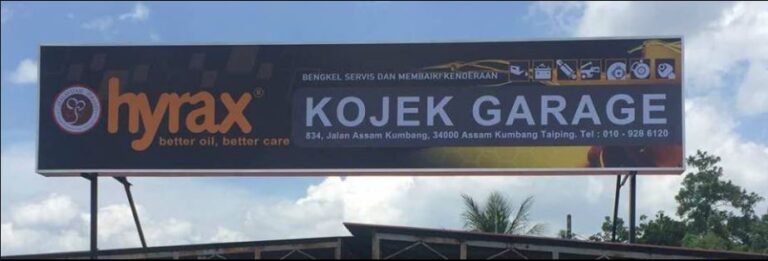 hyrax®
better oil, better care
BENGKEL SERVIS DAN MEMBAIKI KENDERAAN
KOJEK GARAGE
834, Jalan Assam Kumbang, 34000 Assam Kumbang Taiping. Tel : 010 - 928 6120